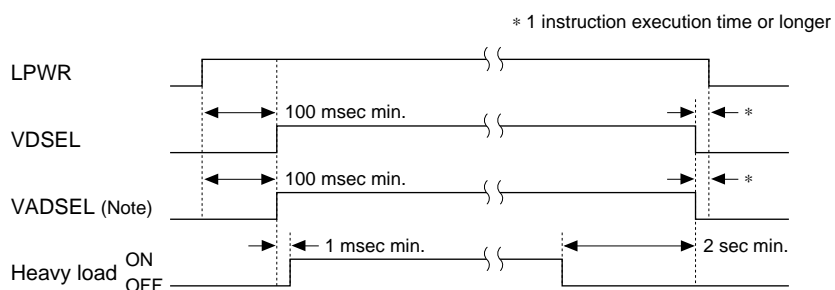 * 1 instruction execution time or longer
LPWR
100 msec min.
*
VDSEL
100 msec min.
*
VADSEL (Note)
1 msec min.
2 sec min.
Heavy load ON
OFF